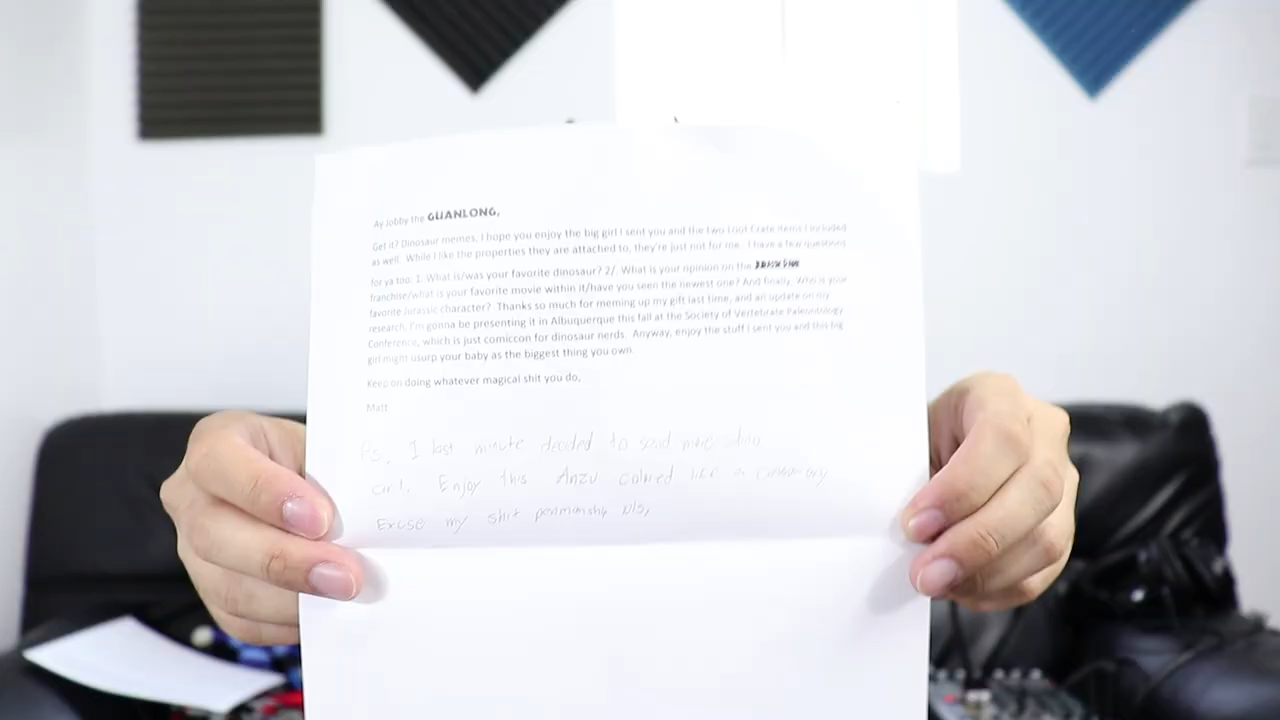 Ay Jobby the GUANLONG,
Get it? Dinosaur memes, I hope you enjoy the big girl I sent you and the two Loot Crate items I included
as well. While I like the properties they are attached to, they're just not for me. I have a few questions
for ya too. 1. What is/was your favorite dinosaur? 2/. What is your opinion on the
franchise/what is your favorite movie within it/have you seen the newest one? And finally, Who is your
favorite Jurassic character? Thanks so much for meming up my gift last time, and an update on my
research, I'm gonna be presenting it in Albuquerque this fall at the Society of Vertebrate Paleontology
Conference, which is just comiccon for dinosaur nerds. Anyway, enjoy the stuff I sent you and this big
girl might usurp your baby as the biggest thing you own.
Keep on doing whatever magical shit you do,
Matt
Ps. I last minute decided to send more dino
art. Enjoy this Anzu colored like a cassowary
Excuse my shit penmanship